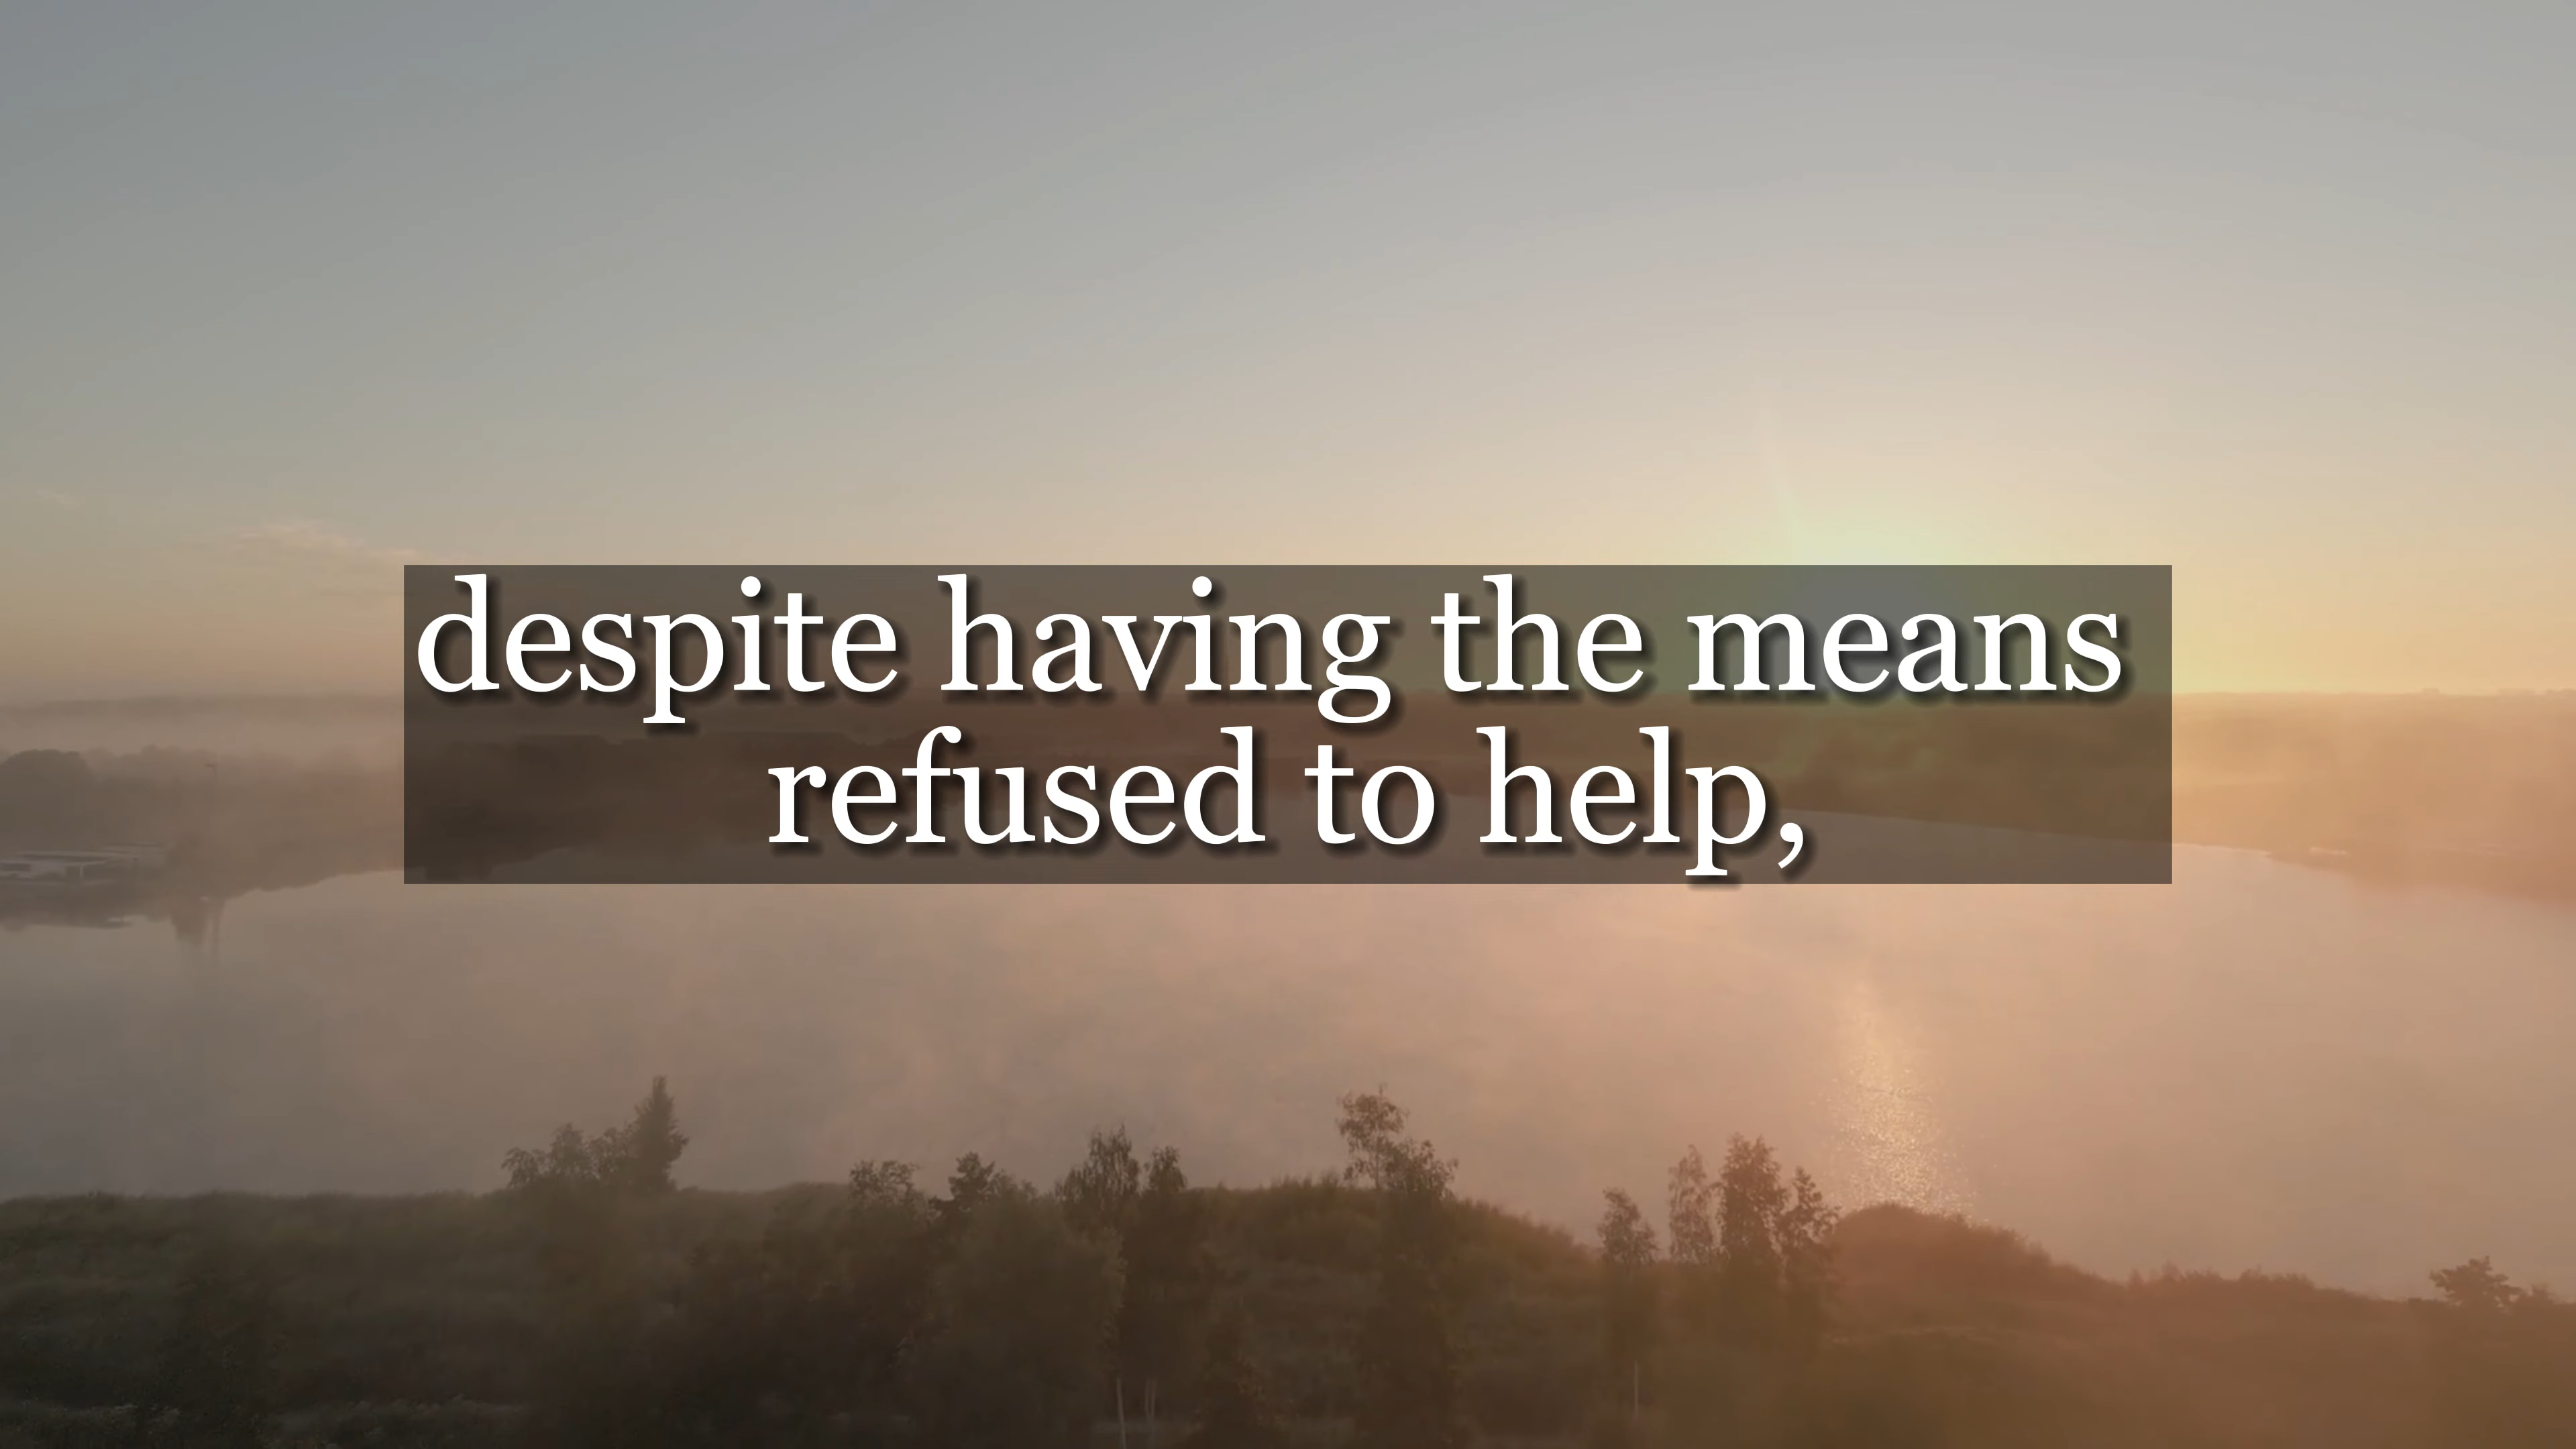 despite having the means
refused to help,